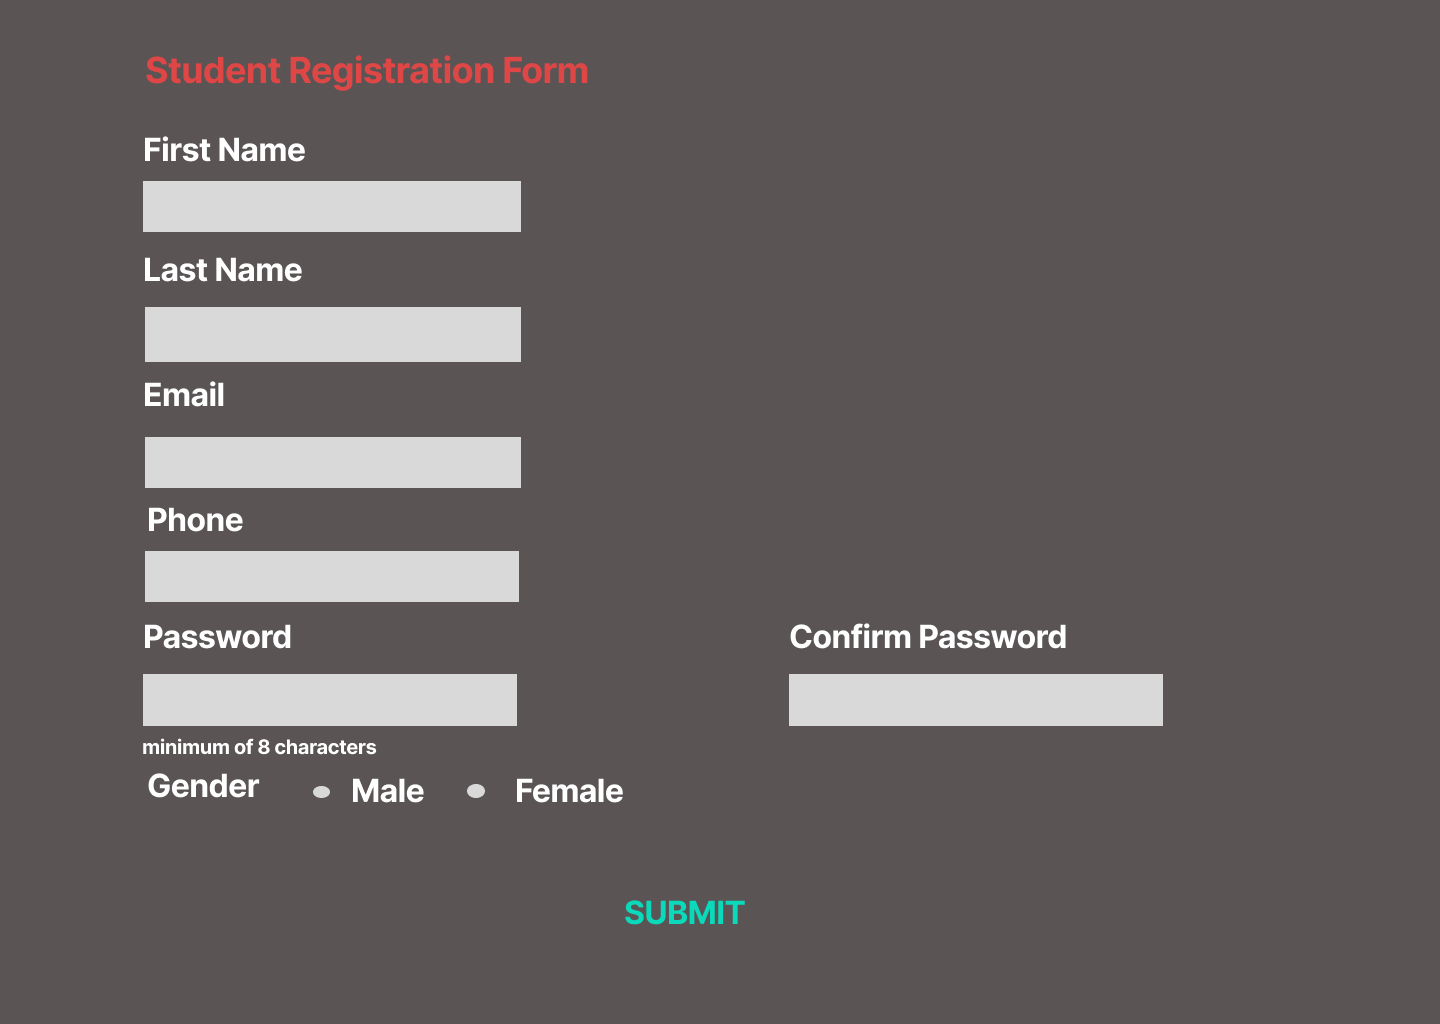 Student Registration Form
First Name
Last Name
Email
Phone
Password
Confirm Password
minimum of 8 characters
Gender Male Female
SUBMIT